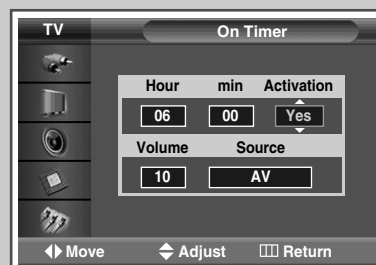 TV On Timer
Hour min Activation
06 00 Yes
Volume Source
10 AV
Move Adjust Return